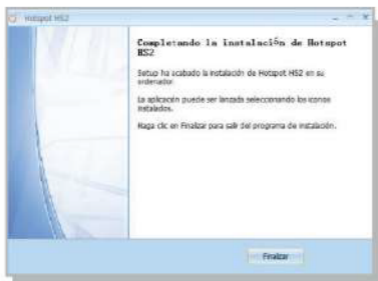 Hotspot HS2
Completando la instalación de Hotspot
HS2
Setup ha acabado la instalación de Hotspot HS2 en su
ordenador.
La aplicación puede ser lanzada seleccionando los iconos
instalados.
Haga clic en Finalizar para salir del programa de instalación.
Finalizar